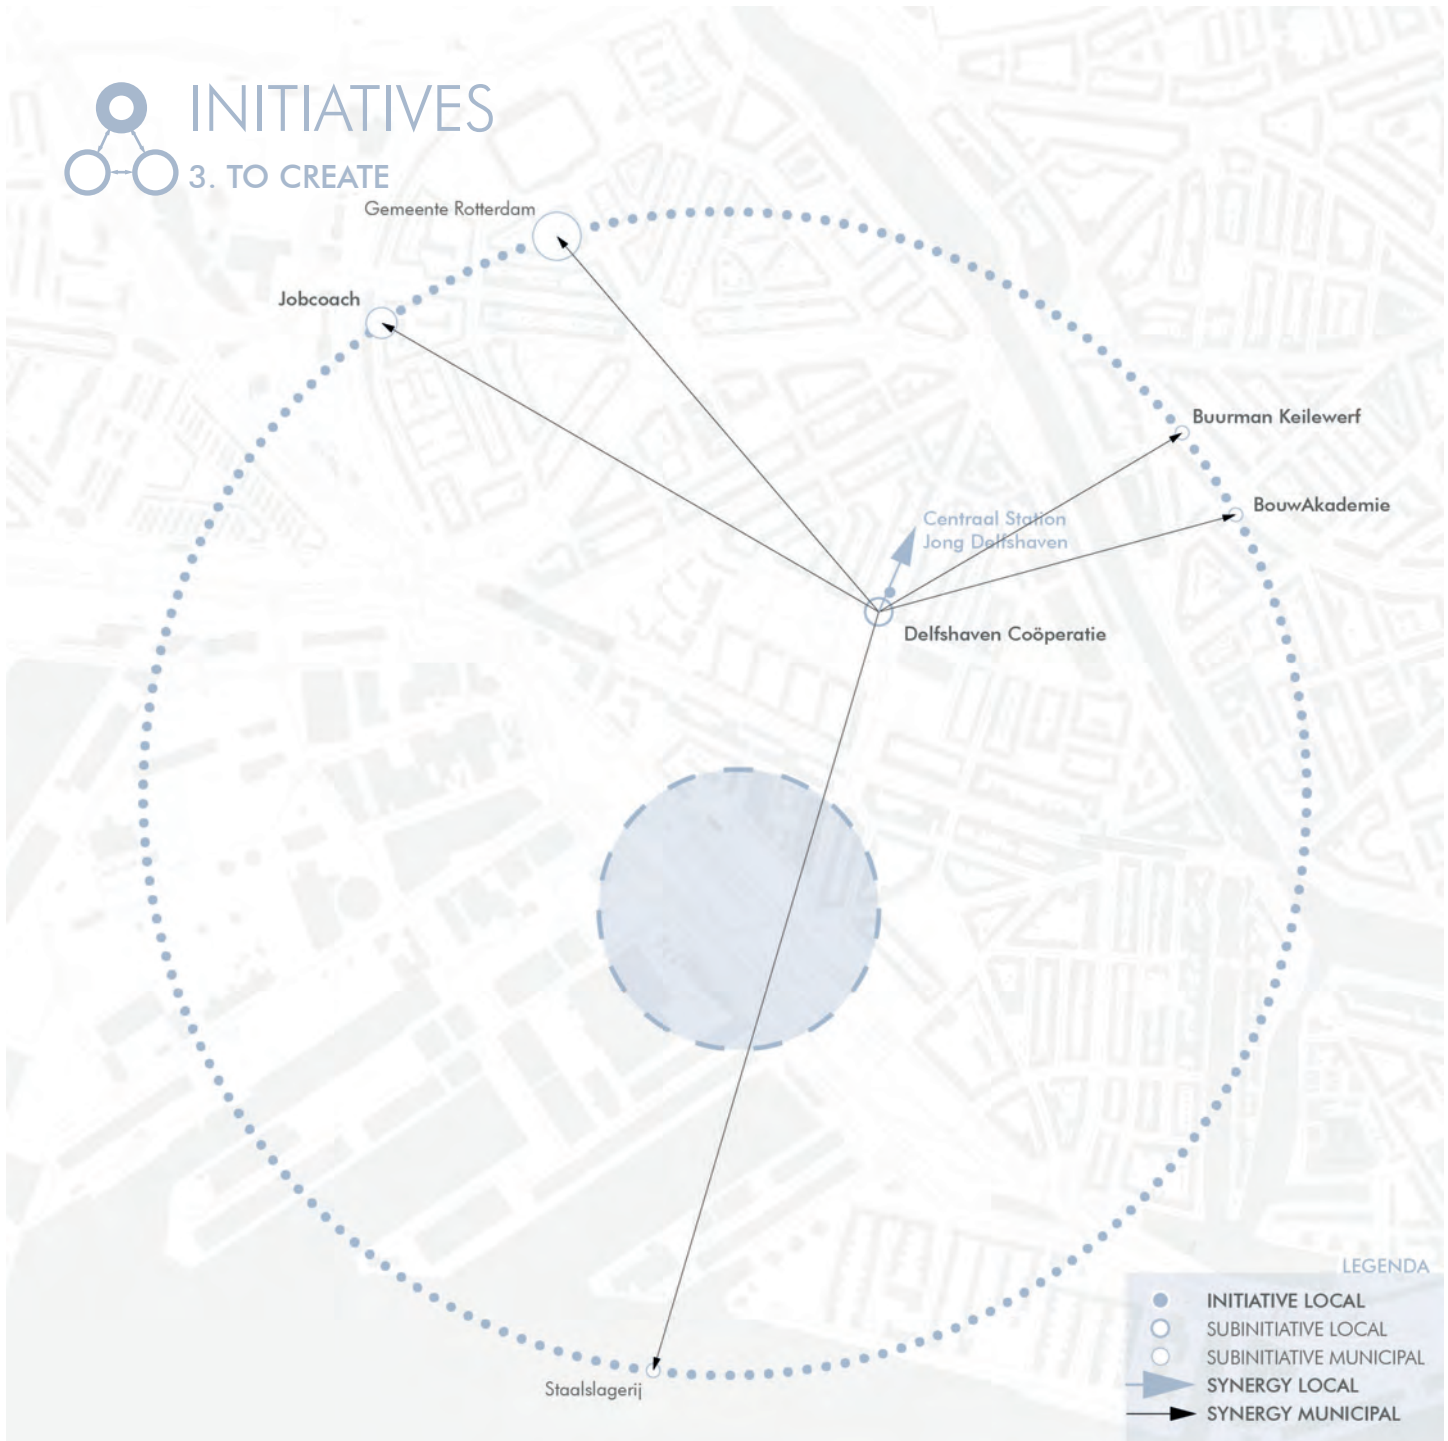 INITIATIVES
3. TO CREATE
Gemeente Rotterdam
Jobcoach
Buurman Keilewerf
BouwAkademie
Centraal Station
Jong Delfshaven
Delfshaven Coöperatie
Staalslagerij
LEGENDA
INITIATIVE LOCAL
SUBINITIATIVE LOCAL
SUBINITIATIVE MUNICIPAL
SYNERGY LOCAL
SYNERGY MUNICIPAL